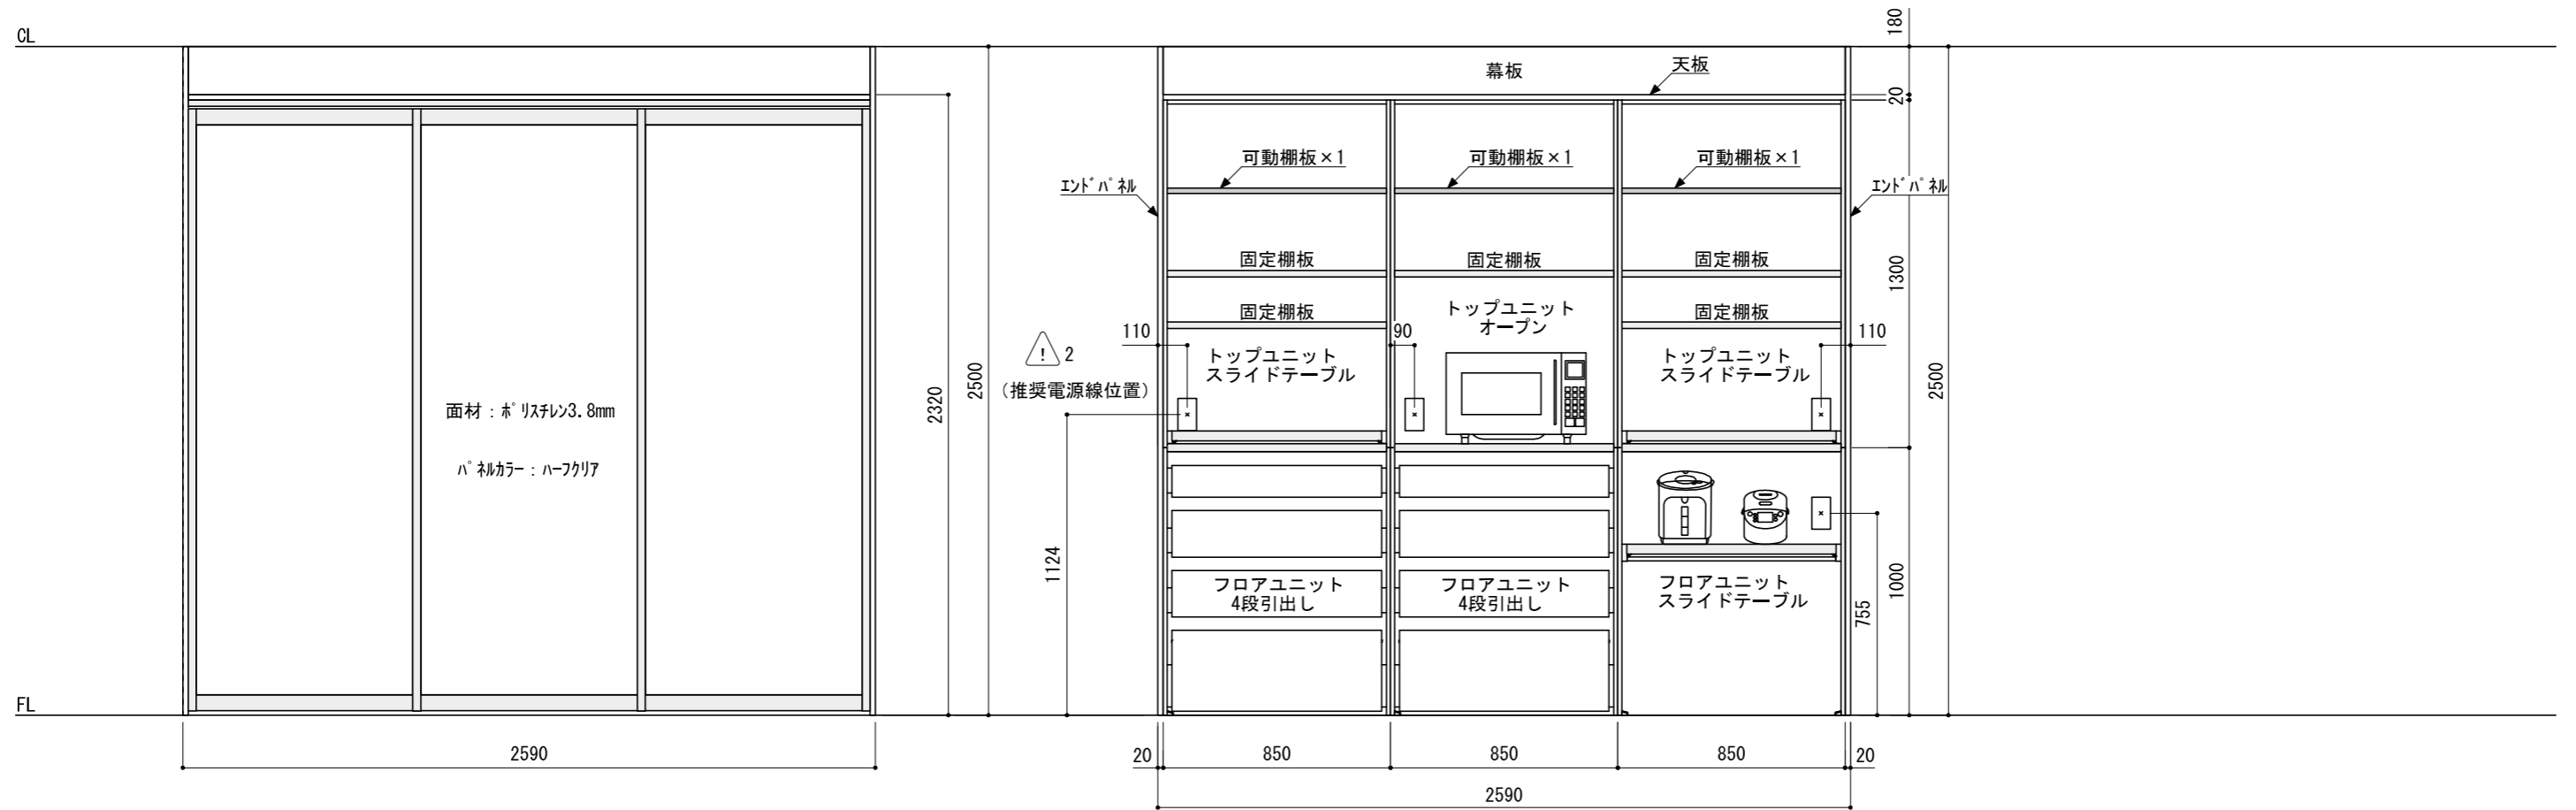 CL
180
幕板
天板
20
可動棚板×1
可動棚板×1
可動棚板×1
エンドパネル
エンドパネル
固定棚板
固定棚板
固定棚板
1300
固定棚板
トップユニット
オープン
固定棚板
110
90
110
! 2
(推奨電源線位置)
トップユニット
スライドテーブル
トップユニット
スライドテーブル
2320
2500
2500
面材:ポリスチレン3.8mm
パネルカラー:ハーフクリア
1124
フロアユニット
4段引出し
フロアユニット
4段引出し
フロアユニット
スライドテーブル
755
1000
FL
2590
20
850
850
850
20
2590